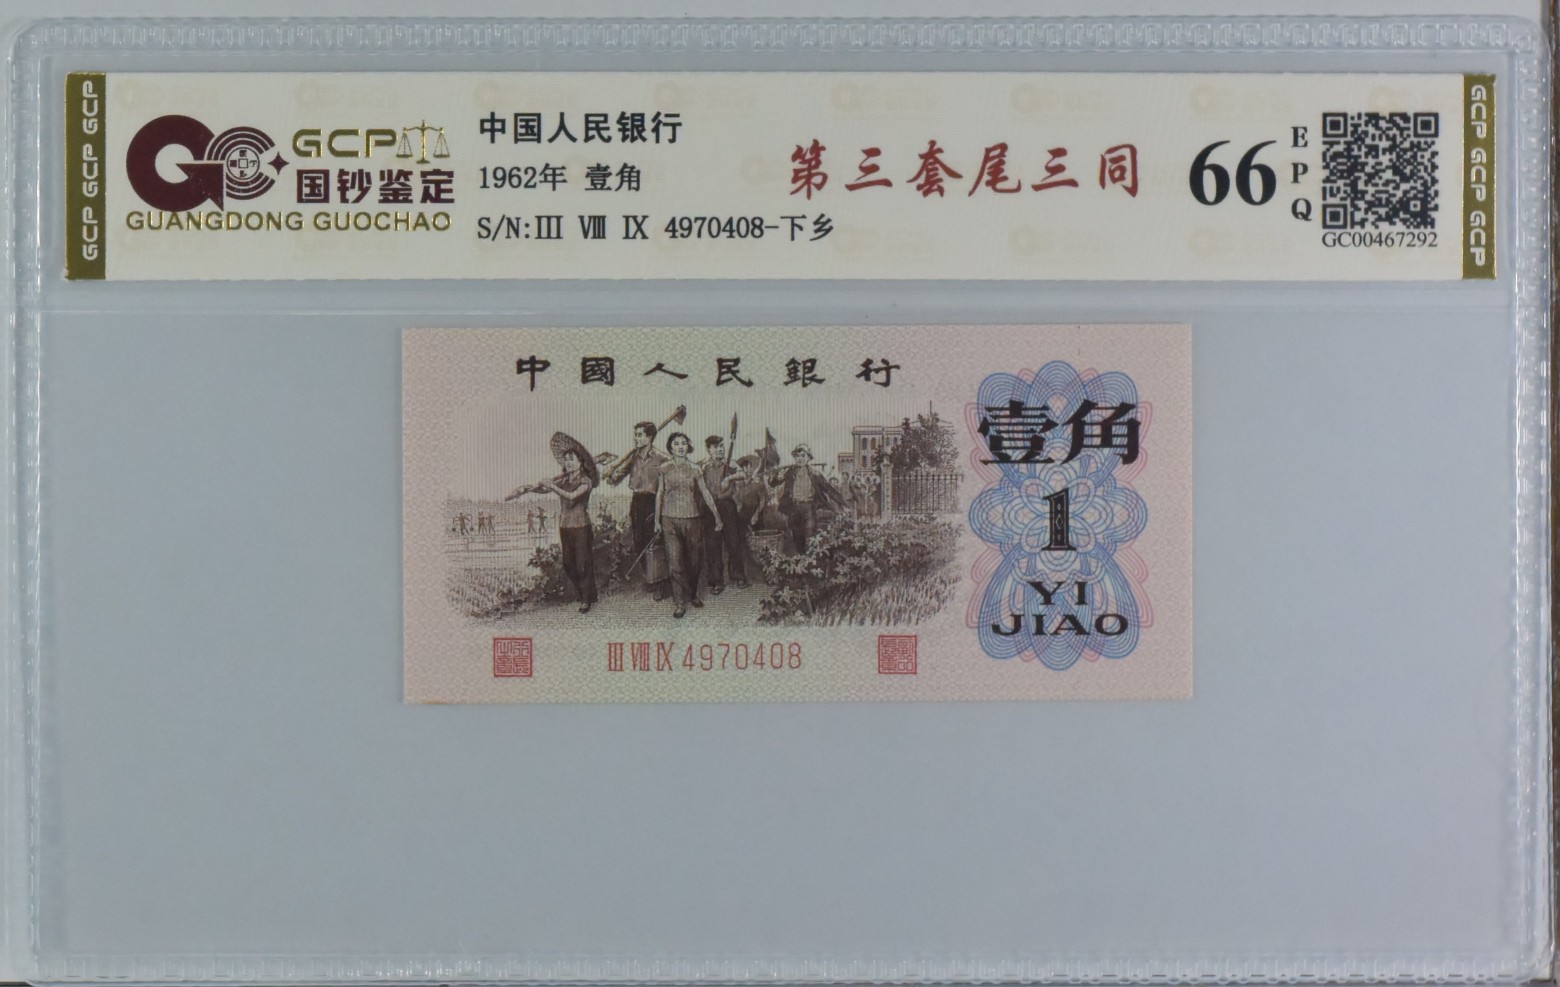 GCP GCP GCP
GCP
国钞鉴定
GUANGDONG GUOCHAO
中国人民银行
1962年 壹角
S/N:III VIII IX 4970408-下乡
第三套尾三同
66
EPQ
GC00467292
GCP GCP GCP
中國人民銀行
壹角
1
YI
JIAO
III VIII IX 4970408